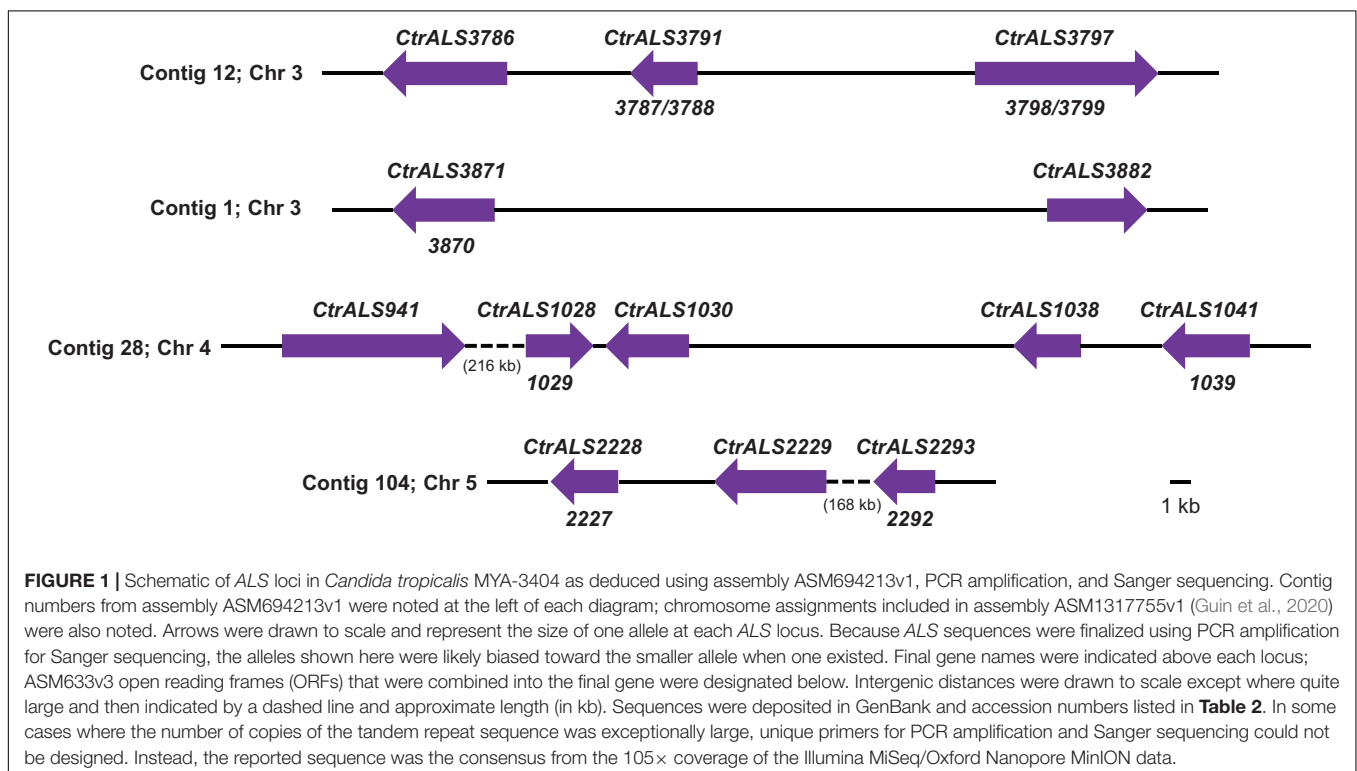 CtrALS3786 CtrALS3791 CtrALS3797
Contig 12; Chr 3
3787/3788 3798/3799
CtrALS3871 CtrALS3882
Contig 1; Chr 3
3870
CtrALS941 CtrALS1028 CtrALS1030 CtrALS1038 CtrALS1041
Contig 28; Chr 4
(216 kb)
1029 1039
CtrALS2228 CtrALS2229 CtrALS2293
Contig 104; Chr 5
(168 kb)
2227 2292 1 kb
FIGURE 1 | Schematic of ALS loci in Candida tropicalis MYA-3404 as deduced using assembly ASM694213v1, PCR amplification, and Sanger sequencing. Contig
numbers from assembly ASM694213v1 were noted at the left of each diagram; chromosome assignments included in assembly ASM1317755v1 (Guin et al., 2020)
were also noted. Arrows were drawn to scale and represent the size of one allele at each ALS locus. Because ALS sequences were finalized using PCR amplification
for Sanger sequencing, the alleles shown here were likely biased toward the smaller allele when one existed. Final gene names were indicated above each locus;
ASM633v3 open reading frames (ORFs) that were combined into the final gene were designated below. Intergenic distances were drawn to scale except where quite
large and then indicated by a dashed line and approximate length (in kb). Sequences were deposited in GenBank and accession numbers listed in Table 2. In some
cases where the number of copies of the tandem repeat sequence was exceptionally large, unique primers for PCR amplification and Sanger sequencing could not
be designed. Instead, the reported sequence was the consensus from the 105× coverage of the Illumina MiSeq/Oxford Nanopore MinION data.